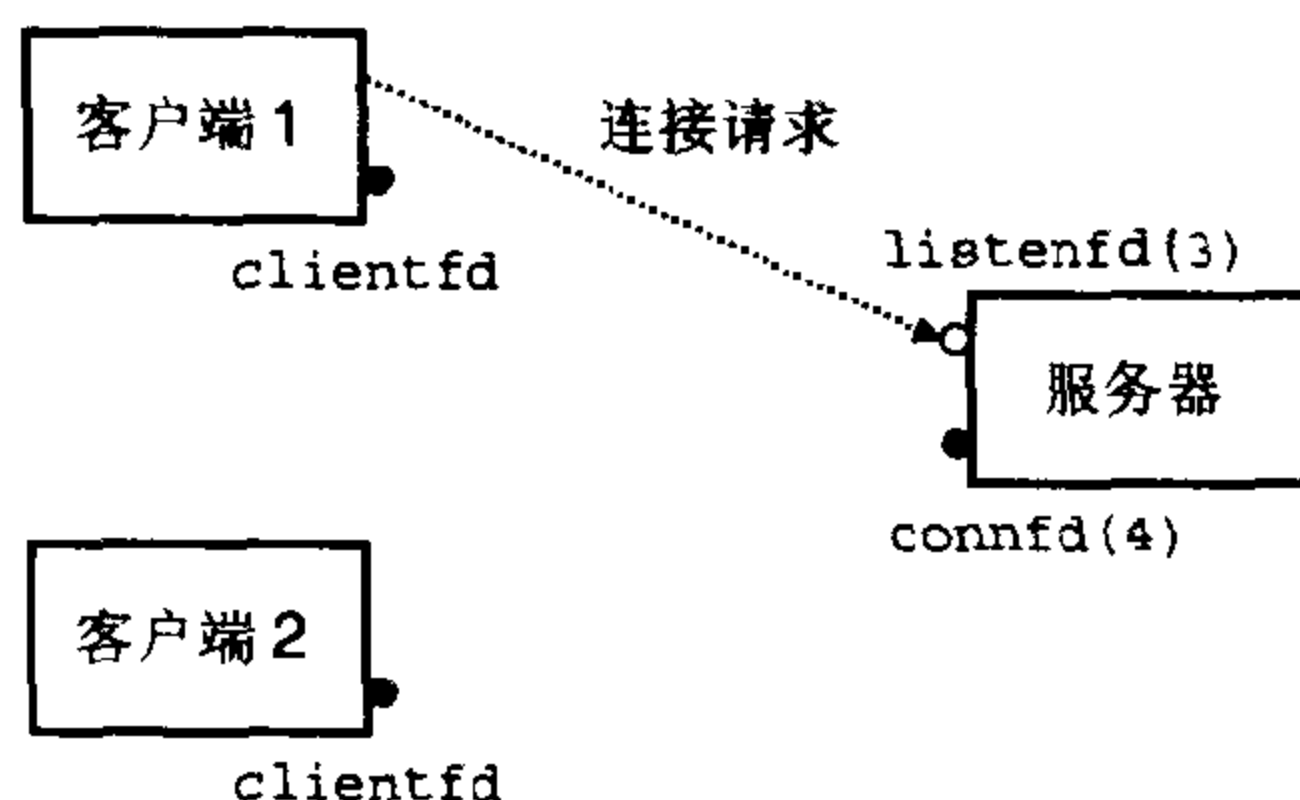 客户端1
连接请求
clientfd
listenfd(3)
服务器
connfd(4)
客户端2
clientfd